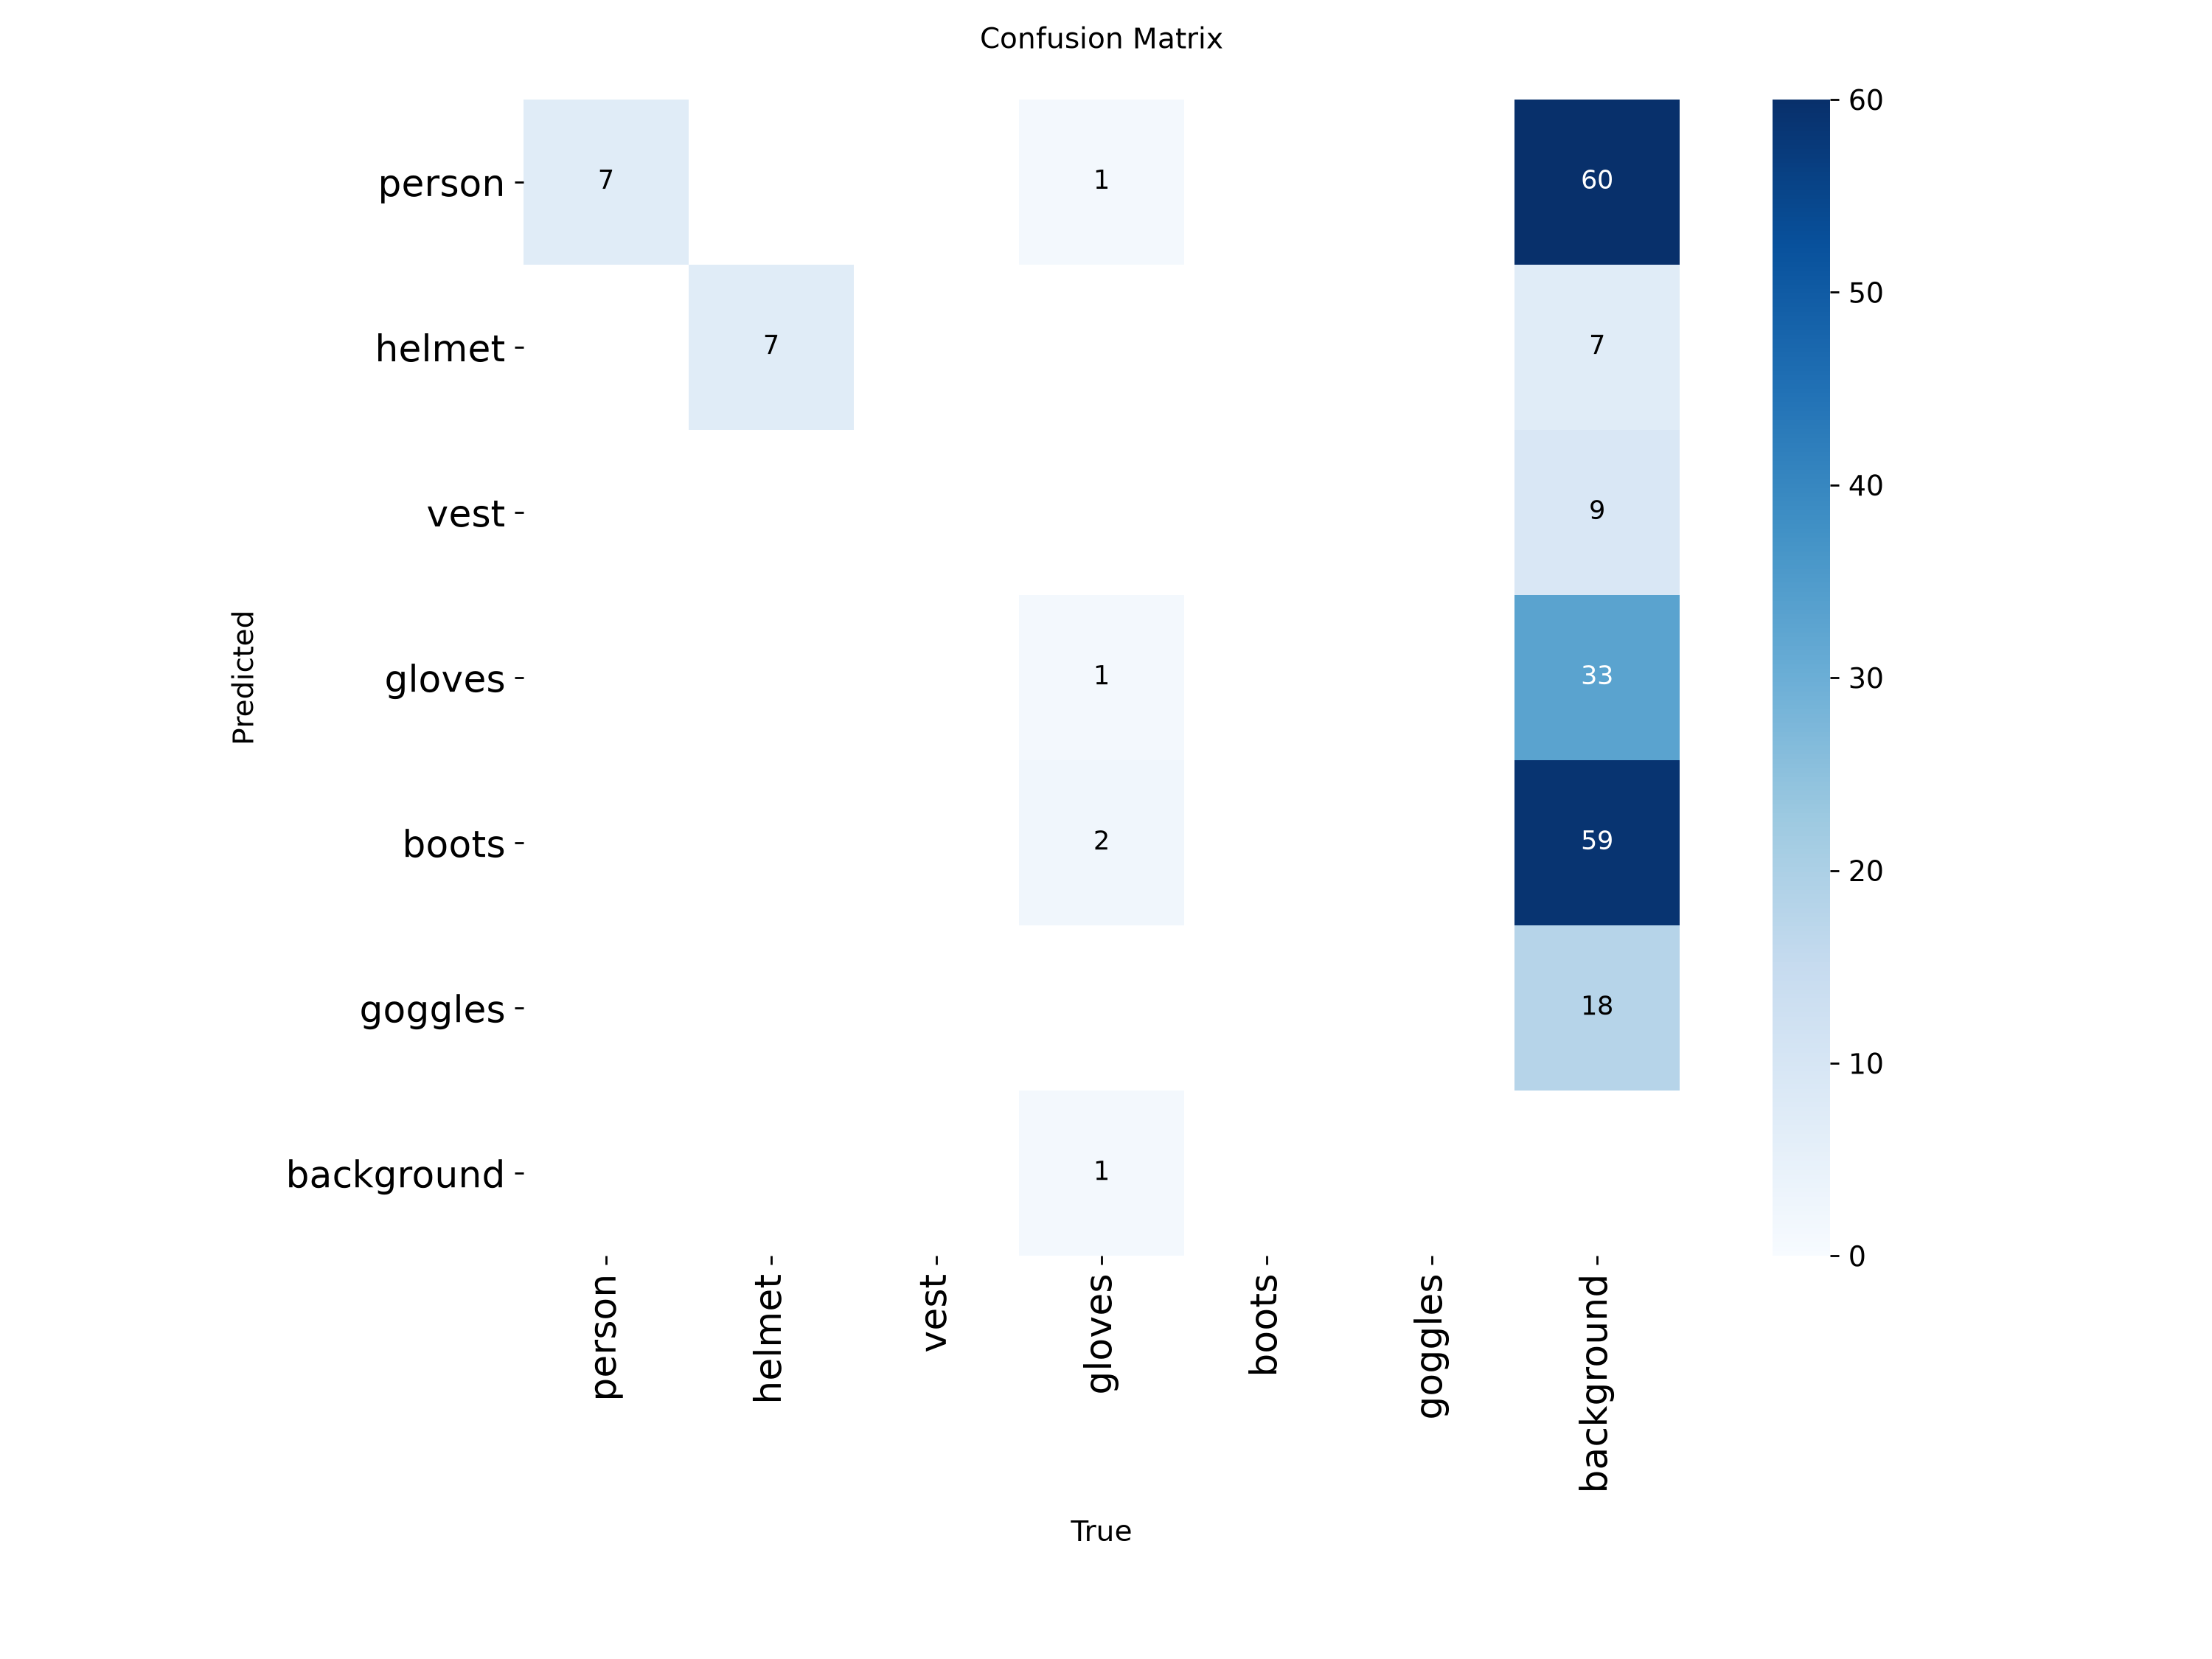 Confusion Matrix
person 7 1 60
helmet 7 7
vest 9
gloves 1 33
boots 2 59
goggles 18
background 1
Predicted
person helmet vest gloves boots goggles background
True
60
50
40
30
20
10
0